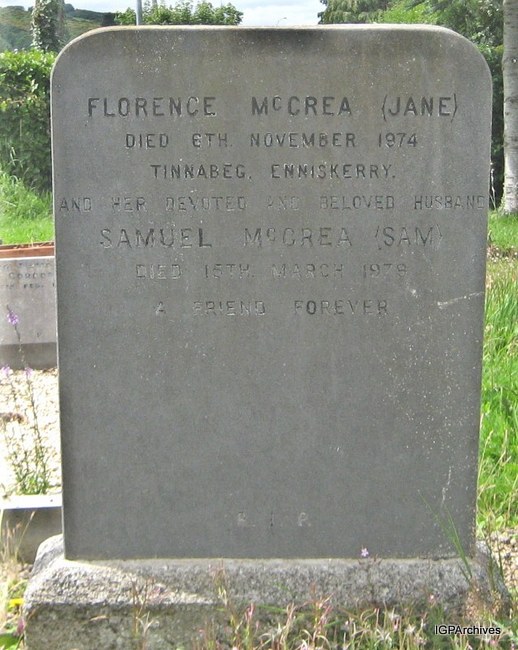 FLORENCE McCREA (JANE)
DIED 6TH. NOVEMBER 1974
TINNABEG, ENNISKERRY.
AND HER DEVOTED AND BELOVED HUSBAND
SAMUEL McCREA (SAM)
DIED 15TH. MARCH 1979
A FRIEND FOREVER
R. I. P.
IGPArchives